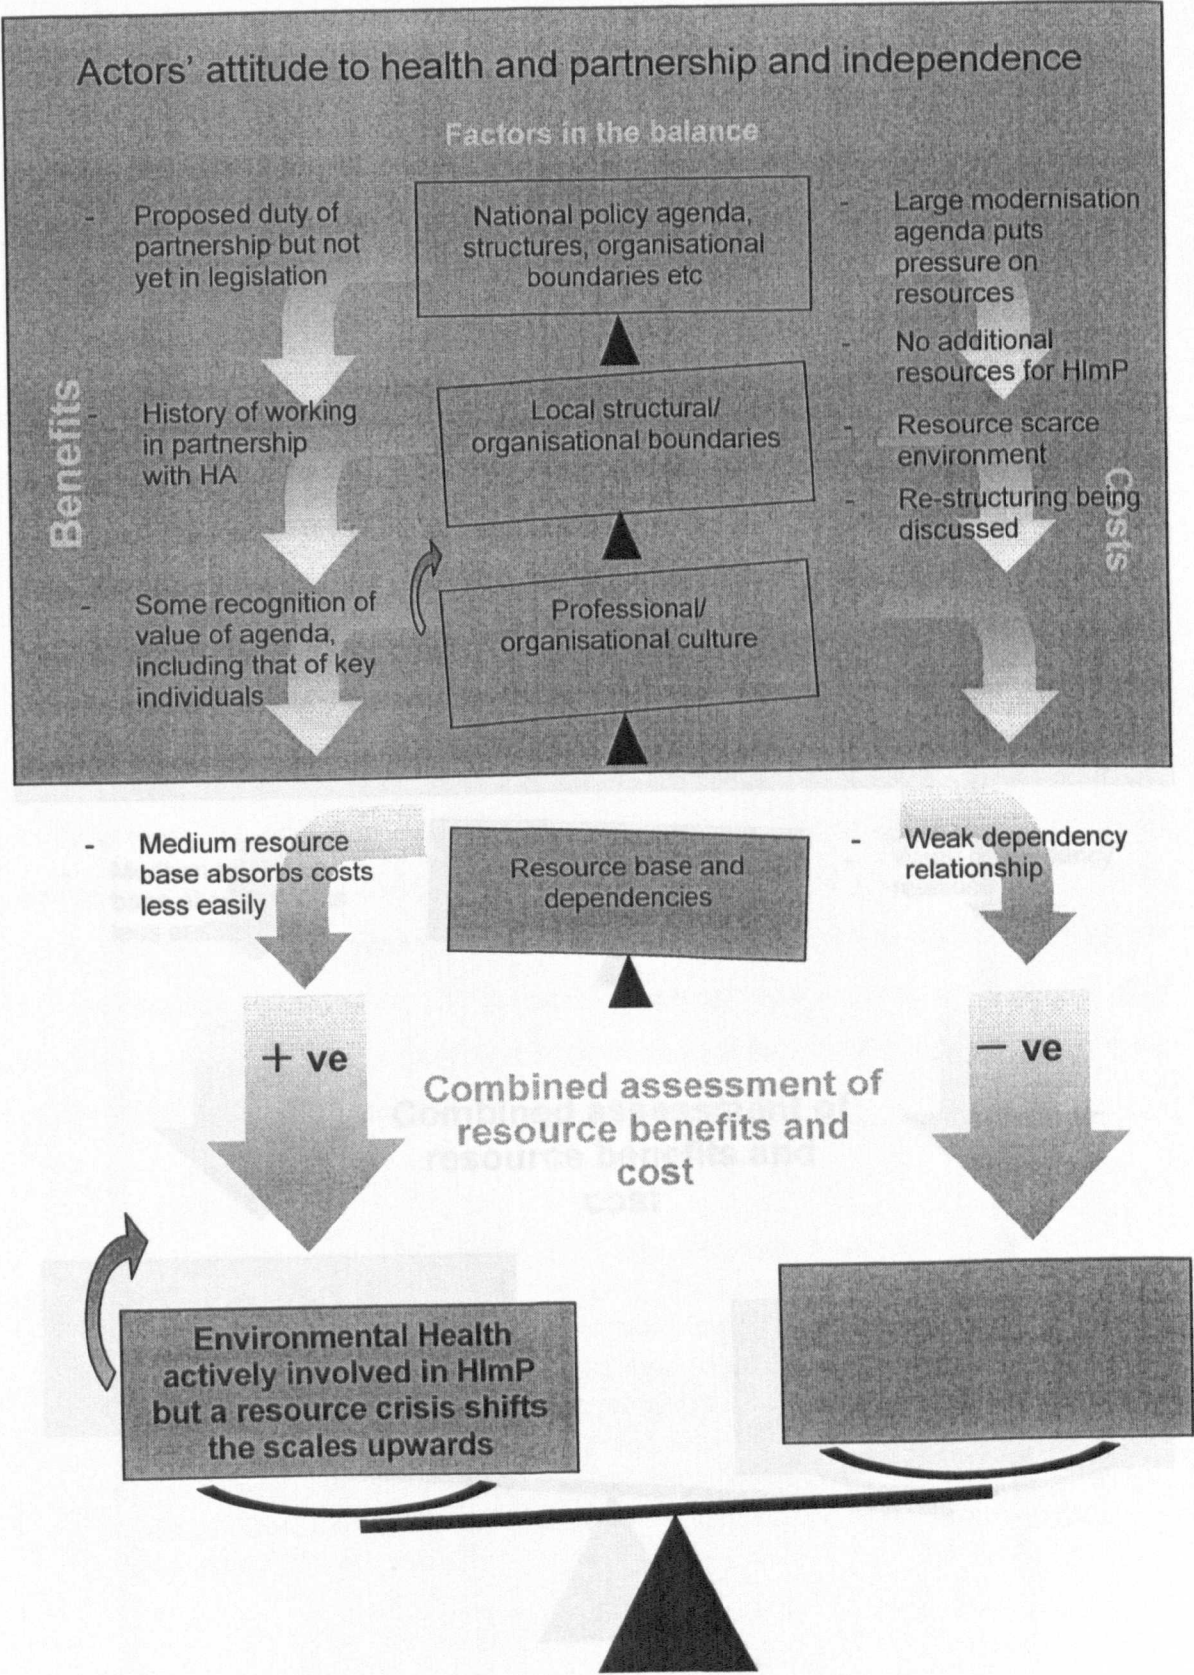 Actors' attitude to health and partnership and independence
Factors in the balance
Benefits
- Proposed duty of
partnership but not
yet in legislation
National policy agenda,
structures, organisational
boundaries etc
- Large modernisation
agenda puts
pressure on
resources
- No additional
resources for HImP
- History of working
in partnership
with HA
Local structural/
organisational boundaries
- Resource scarce
environment
- Re-structuring being
discussed
Costs
- Some recognition of
value of agenda,
including that of key
individuals
Professional/
organisational culture
- Medium resource
base absorbs costs
less easily
Resource base and
dependencies
- Weak dependency
relationship
+ ve
- ve
Combined assessment of
resource benefits and
cost
Environmental Health
actively involved in HImP
but a resource crisis shifts
the scales upwards